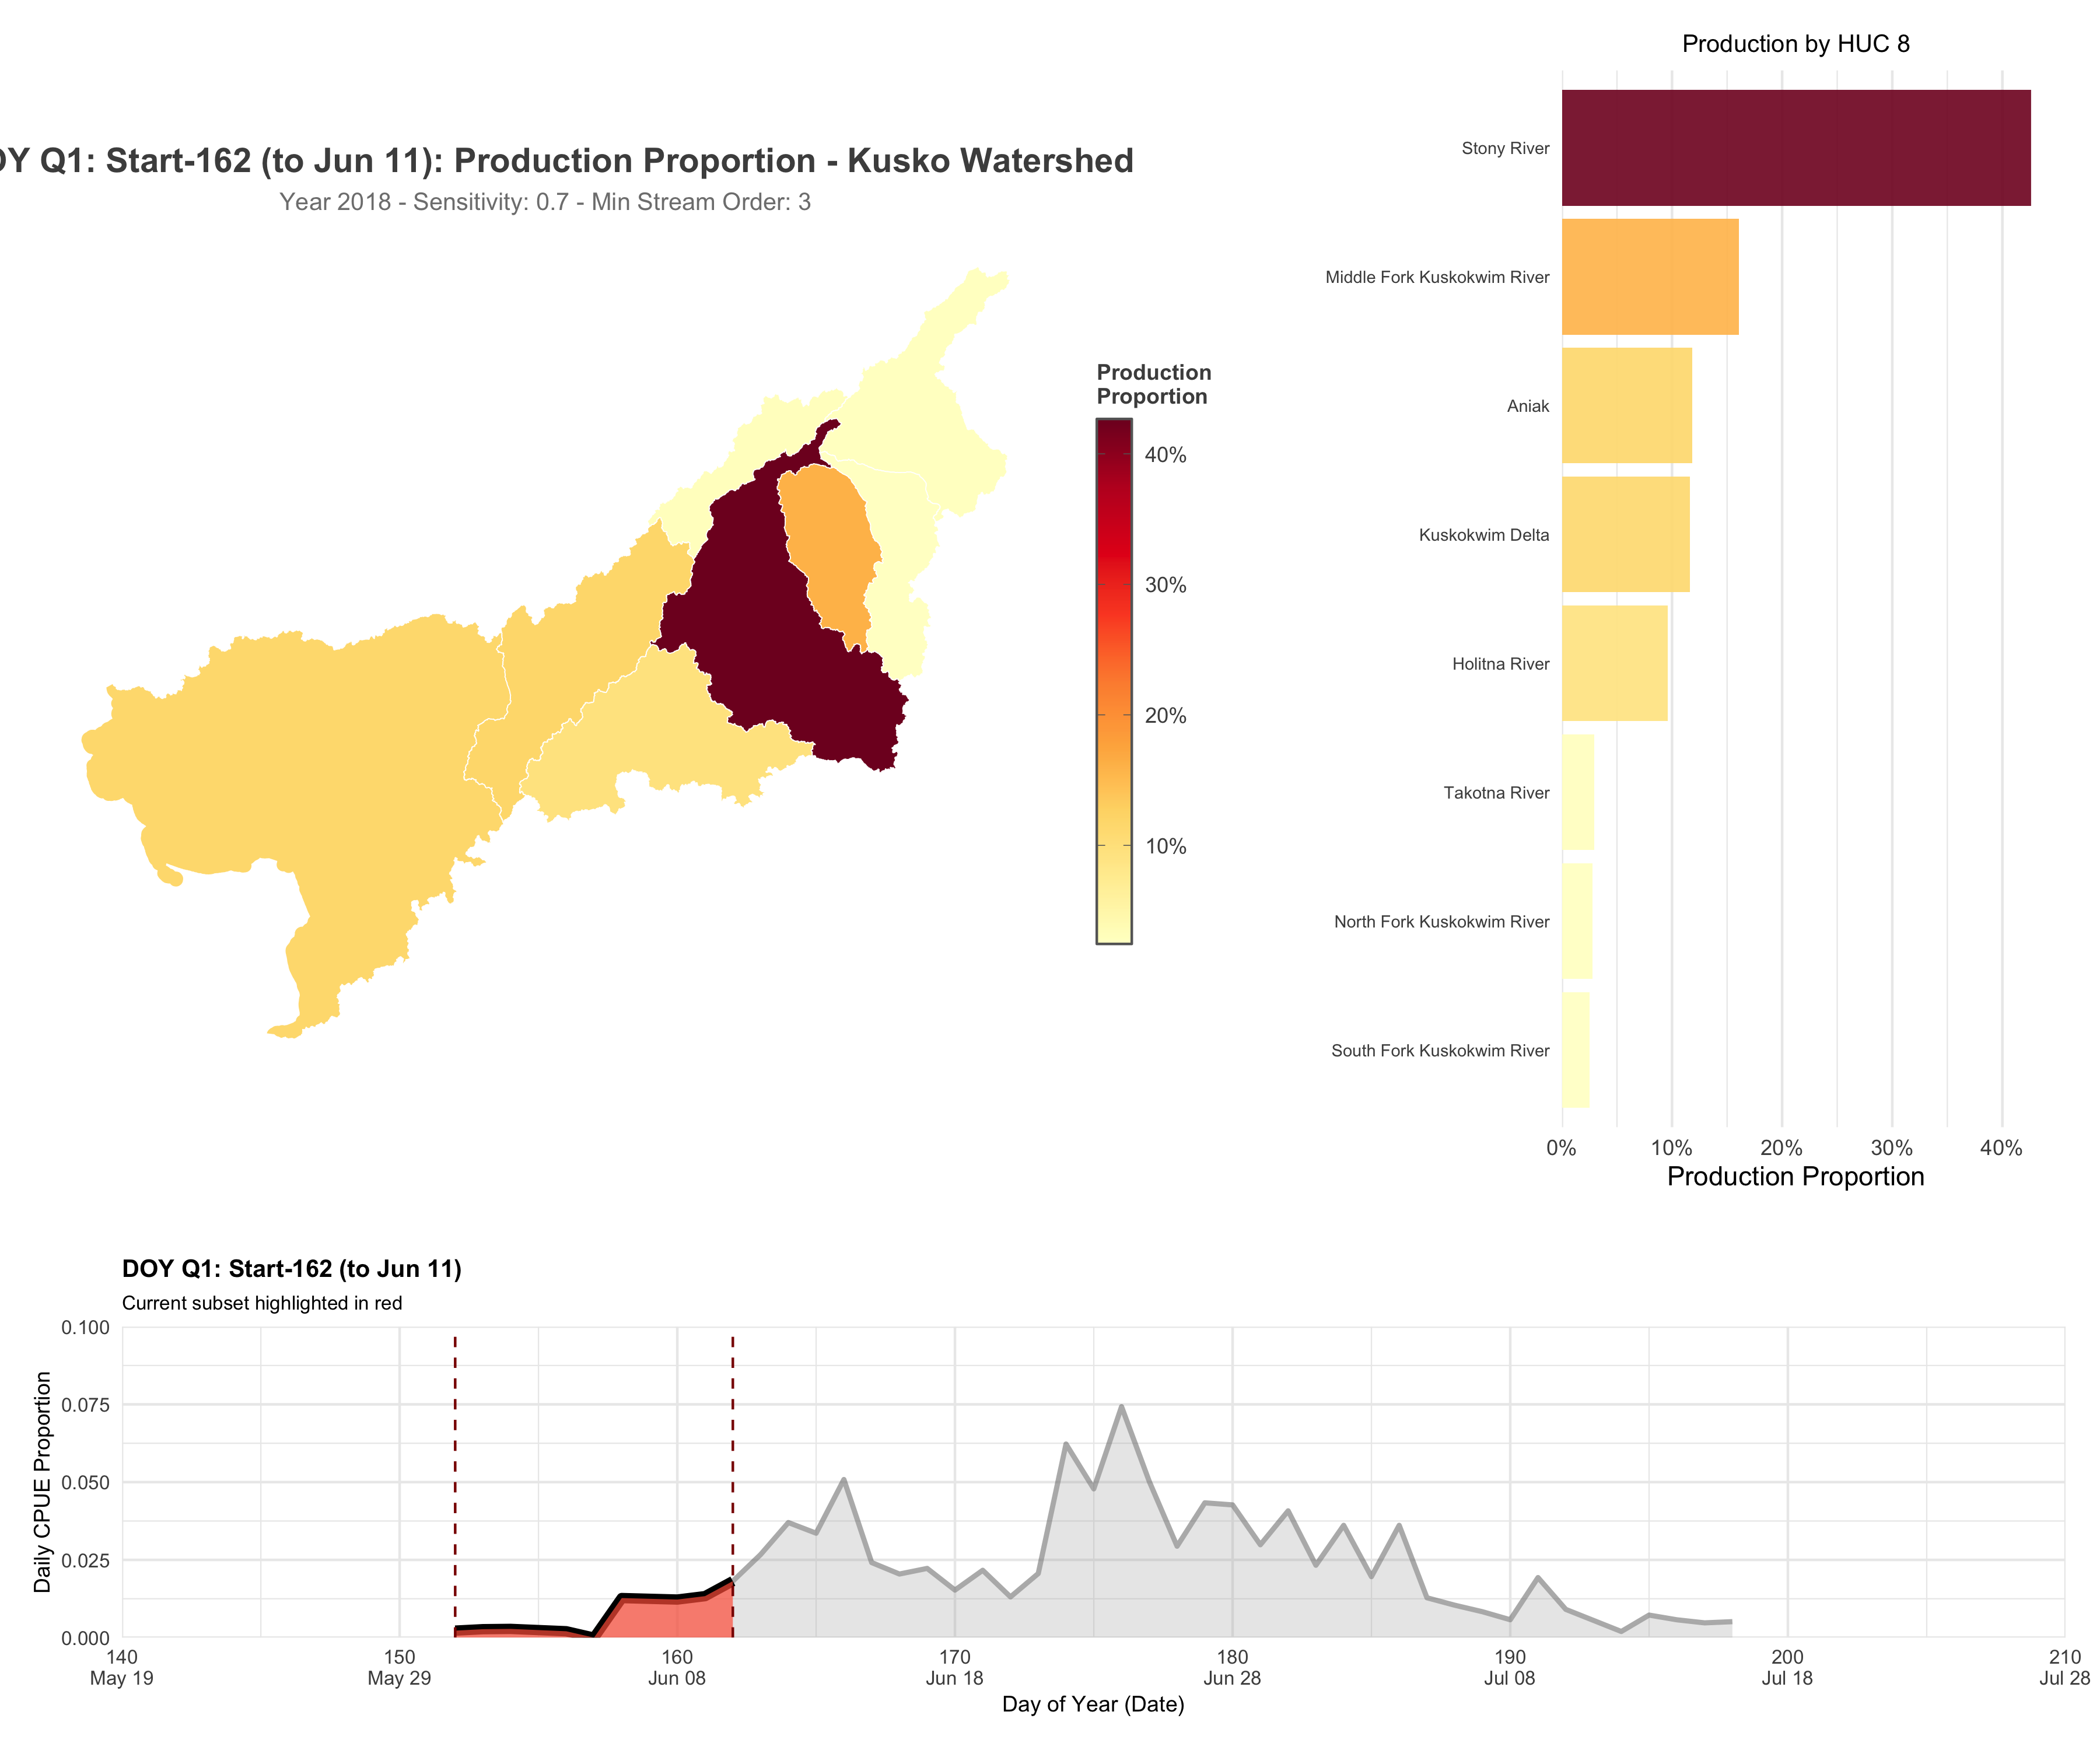 Production by HUC 8
Stony River
Middle Fork Kuskokwim River
Aniak
Kuskokwim Delta
Holitna River
Takotna River
North Fork Kuskokwim River
South Fork Kuskokwim River
0% 10% 20% 30% 40%
Production Proportion
Y Q1: Start-162 (to Jun 11): Production Proportion - Kusko Watershed
Year 2018 - Sensitivity: 0.7 - Min Stream Order: 3
Production
Proportion
40%
30%
20%
10%
DOY Q1: Start-162 (to Jun 11)
Current subset highlighted in red
Daily CPUE Proportion
0.100
0.075
0.050
0.025
0.000
140 150 160 170 180 190 200 210
May 19 May 29 Jun 08 Jun 18 Jun 28 Jul 08 Jul 18 Jul 28
Day of Year (Date)